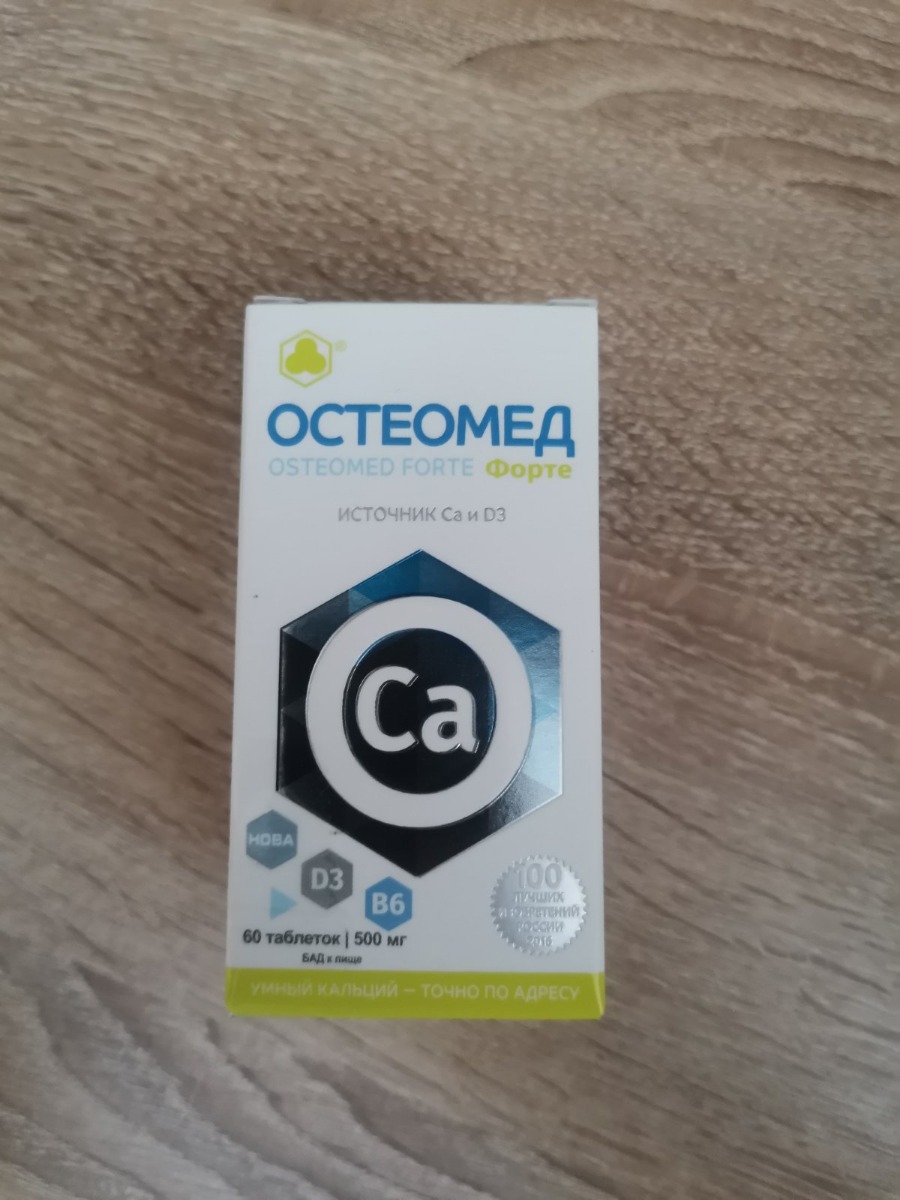 ®
ОСТЕОМЕД
OSTEOMED FORTE Форте
ИСТОЧНИК Ca и D3
Ca
НОВА
D3
B6
60 таблеток | 500 мг
БАД к пище
100
ЛУЧШИХ
ИЗОБРЕТЕНИЙ
РОССИИ
УМНЫЙ КАЛЬЦИЙ — ТОЧНО ПО АДРЕСУ